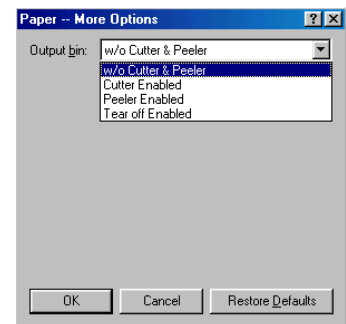 Paper -- More Options
Output bin: w/o Cutter & Peeler
w/o Cutter & Peeler
Cutter Enabled
Peeler Enabled
Tear off Enabled
OK Cancel Restore Defaults